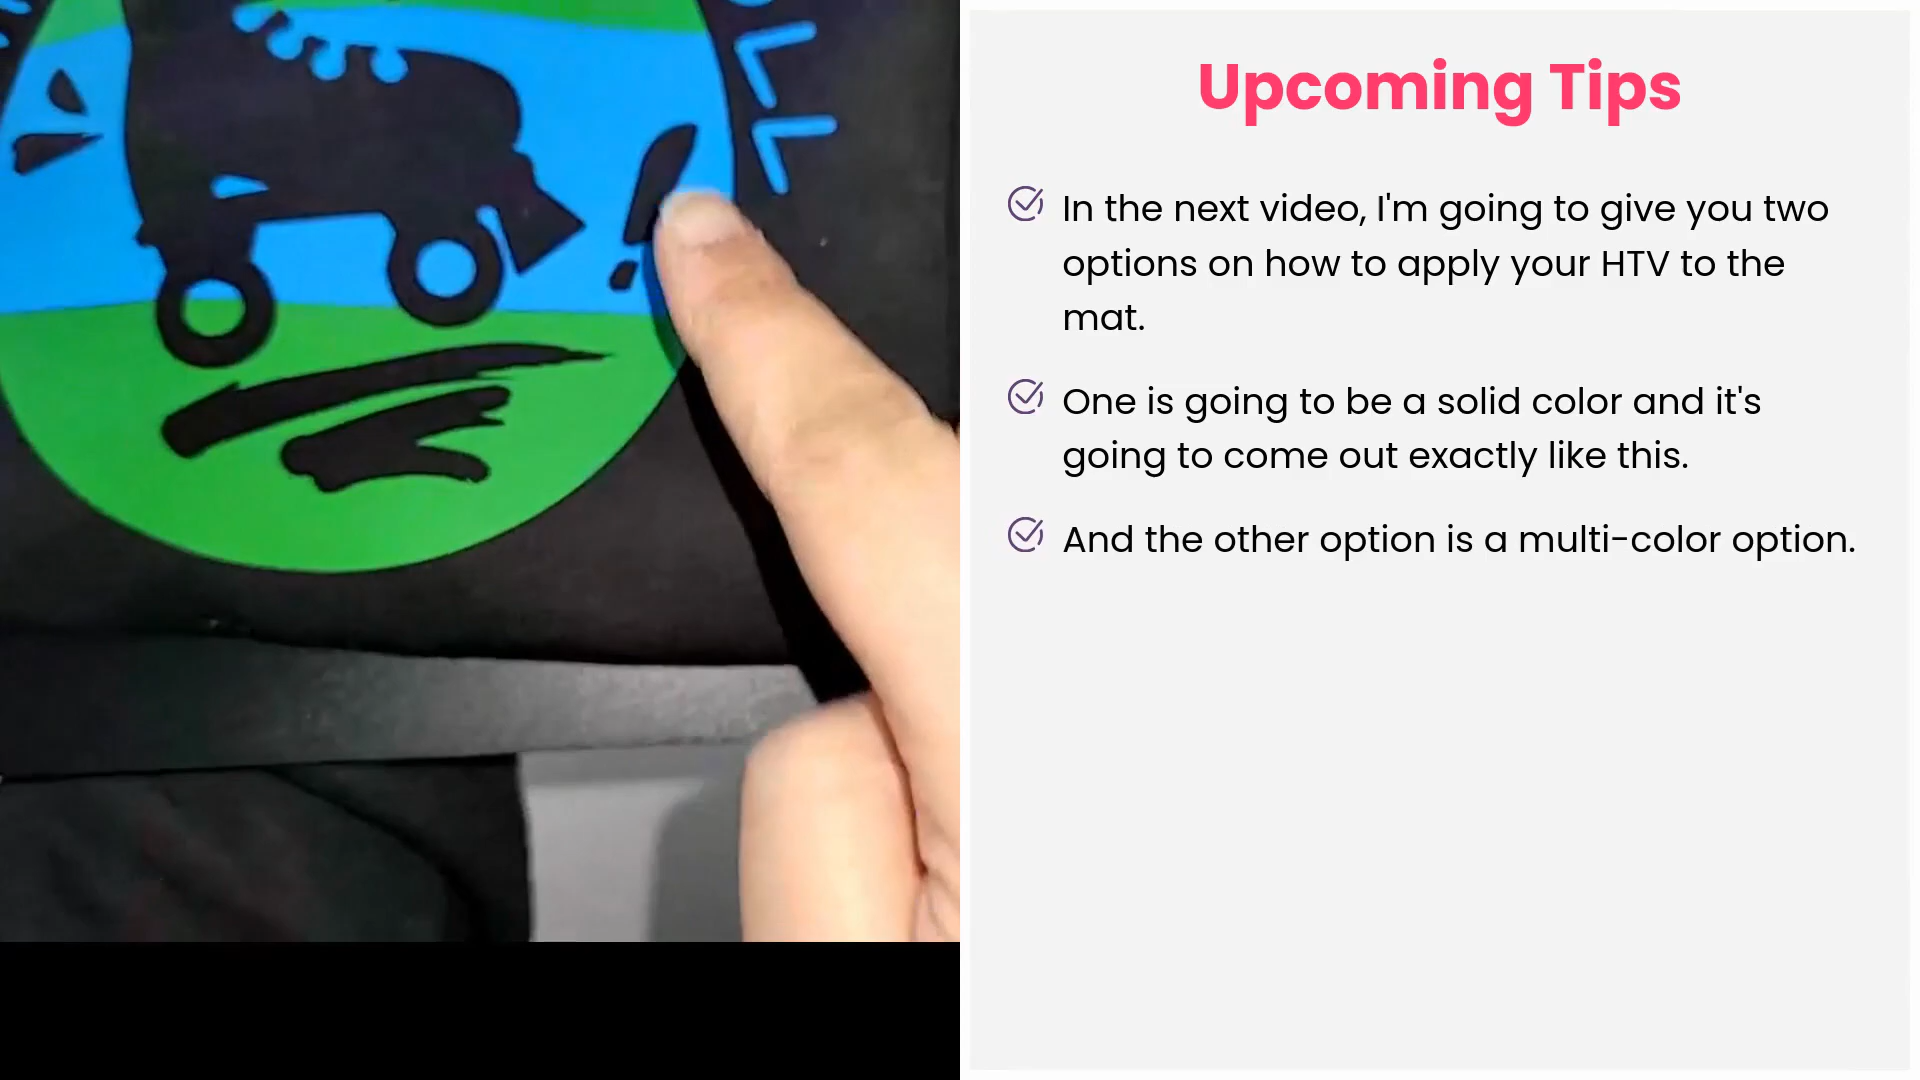 OLL
Upcoming Tips
In the next video, I'm going to give you two
options on how to apply your HTV to the
mat.
One is going to be a solid color and it's
going to come out exactly like this.
And the other option is a multi-color option.